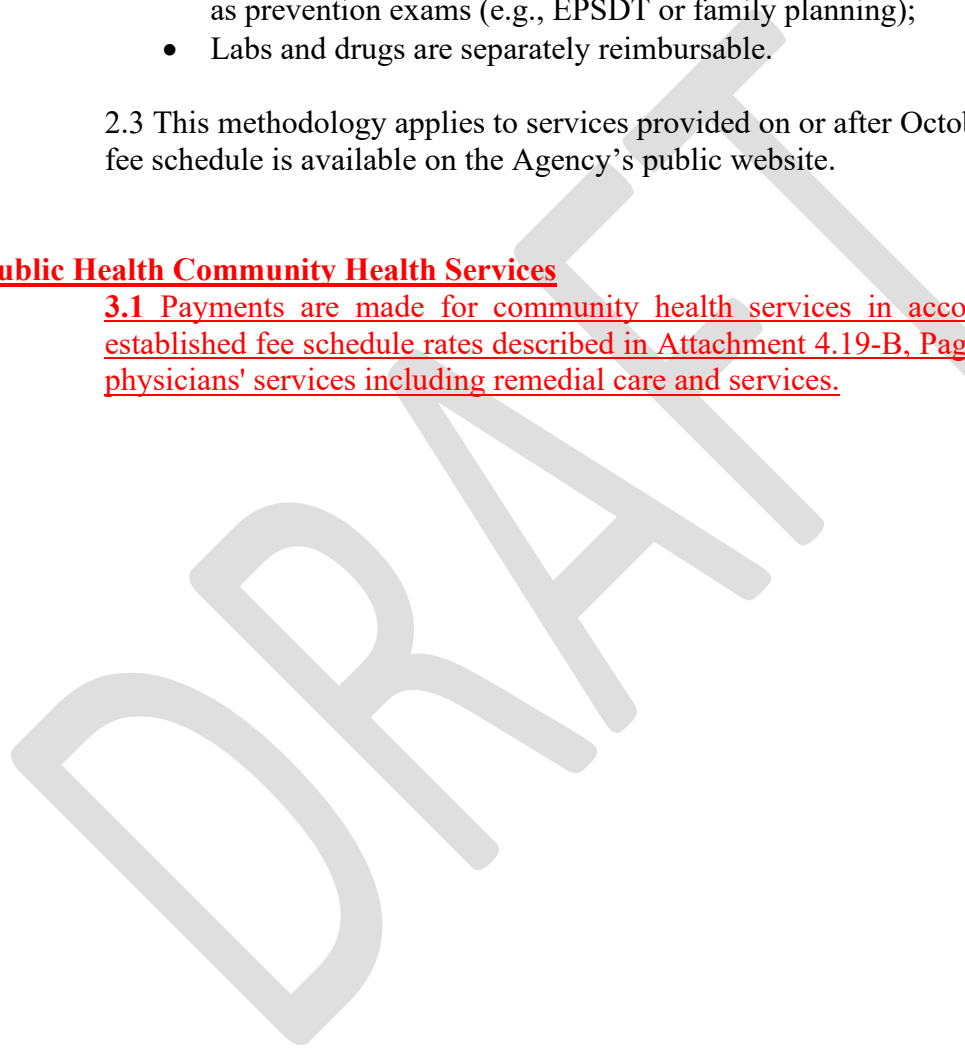 as prevention exams (e.g., EPSDT or family planning);
• Labs and drugs are separately reimbursable.
2.3 This methodology applies to services provided on or after Octo
fee schedule is available on the Agency’s public website.
ublic Health Community Health Services
3.1 Payments are made for community health services in acco
established fee schedule rates described in Attachment 4.19-B, Pag
physicians' services including remedial care and services.
DRAFT